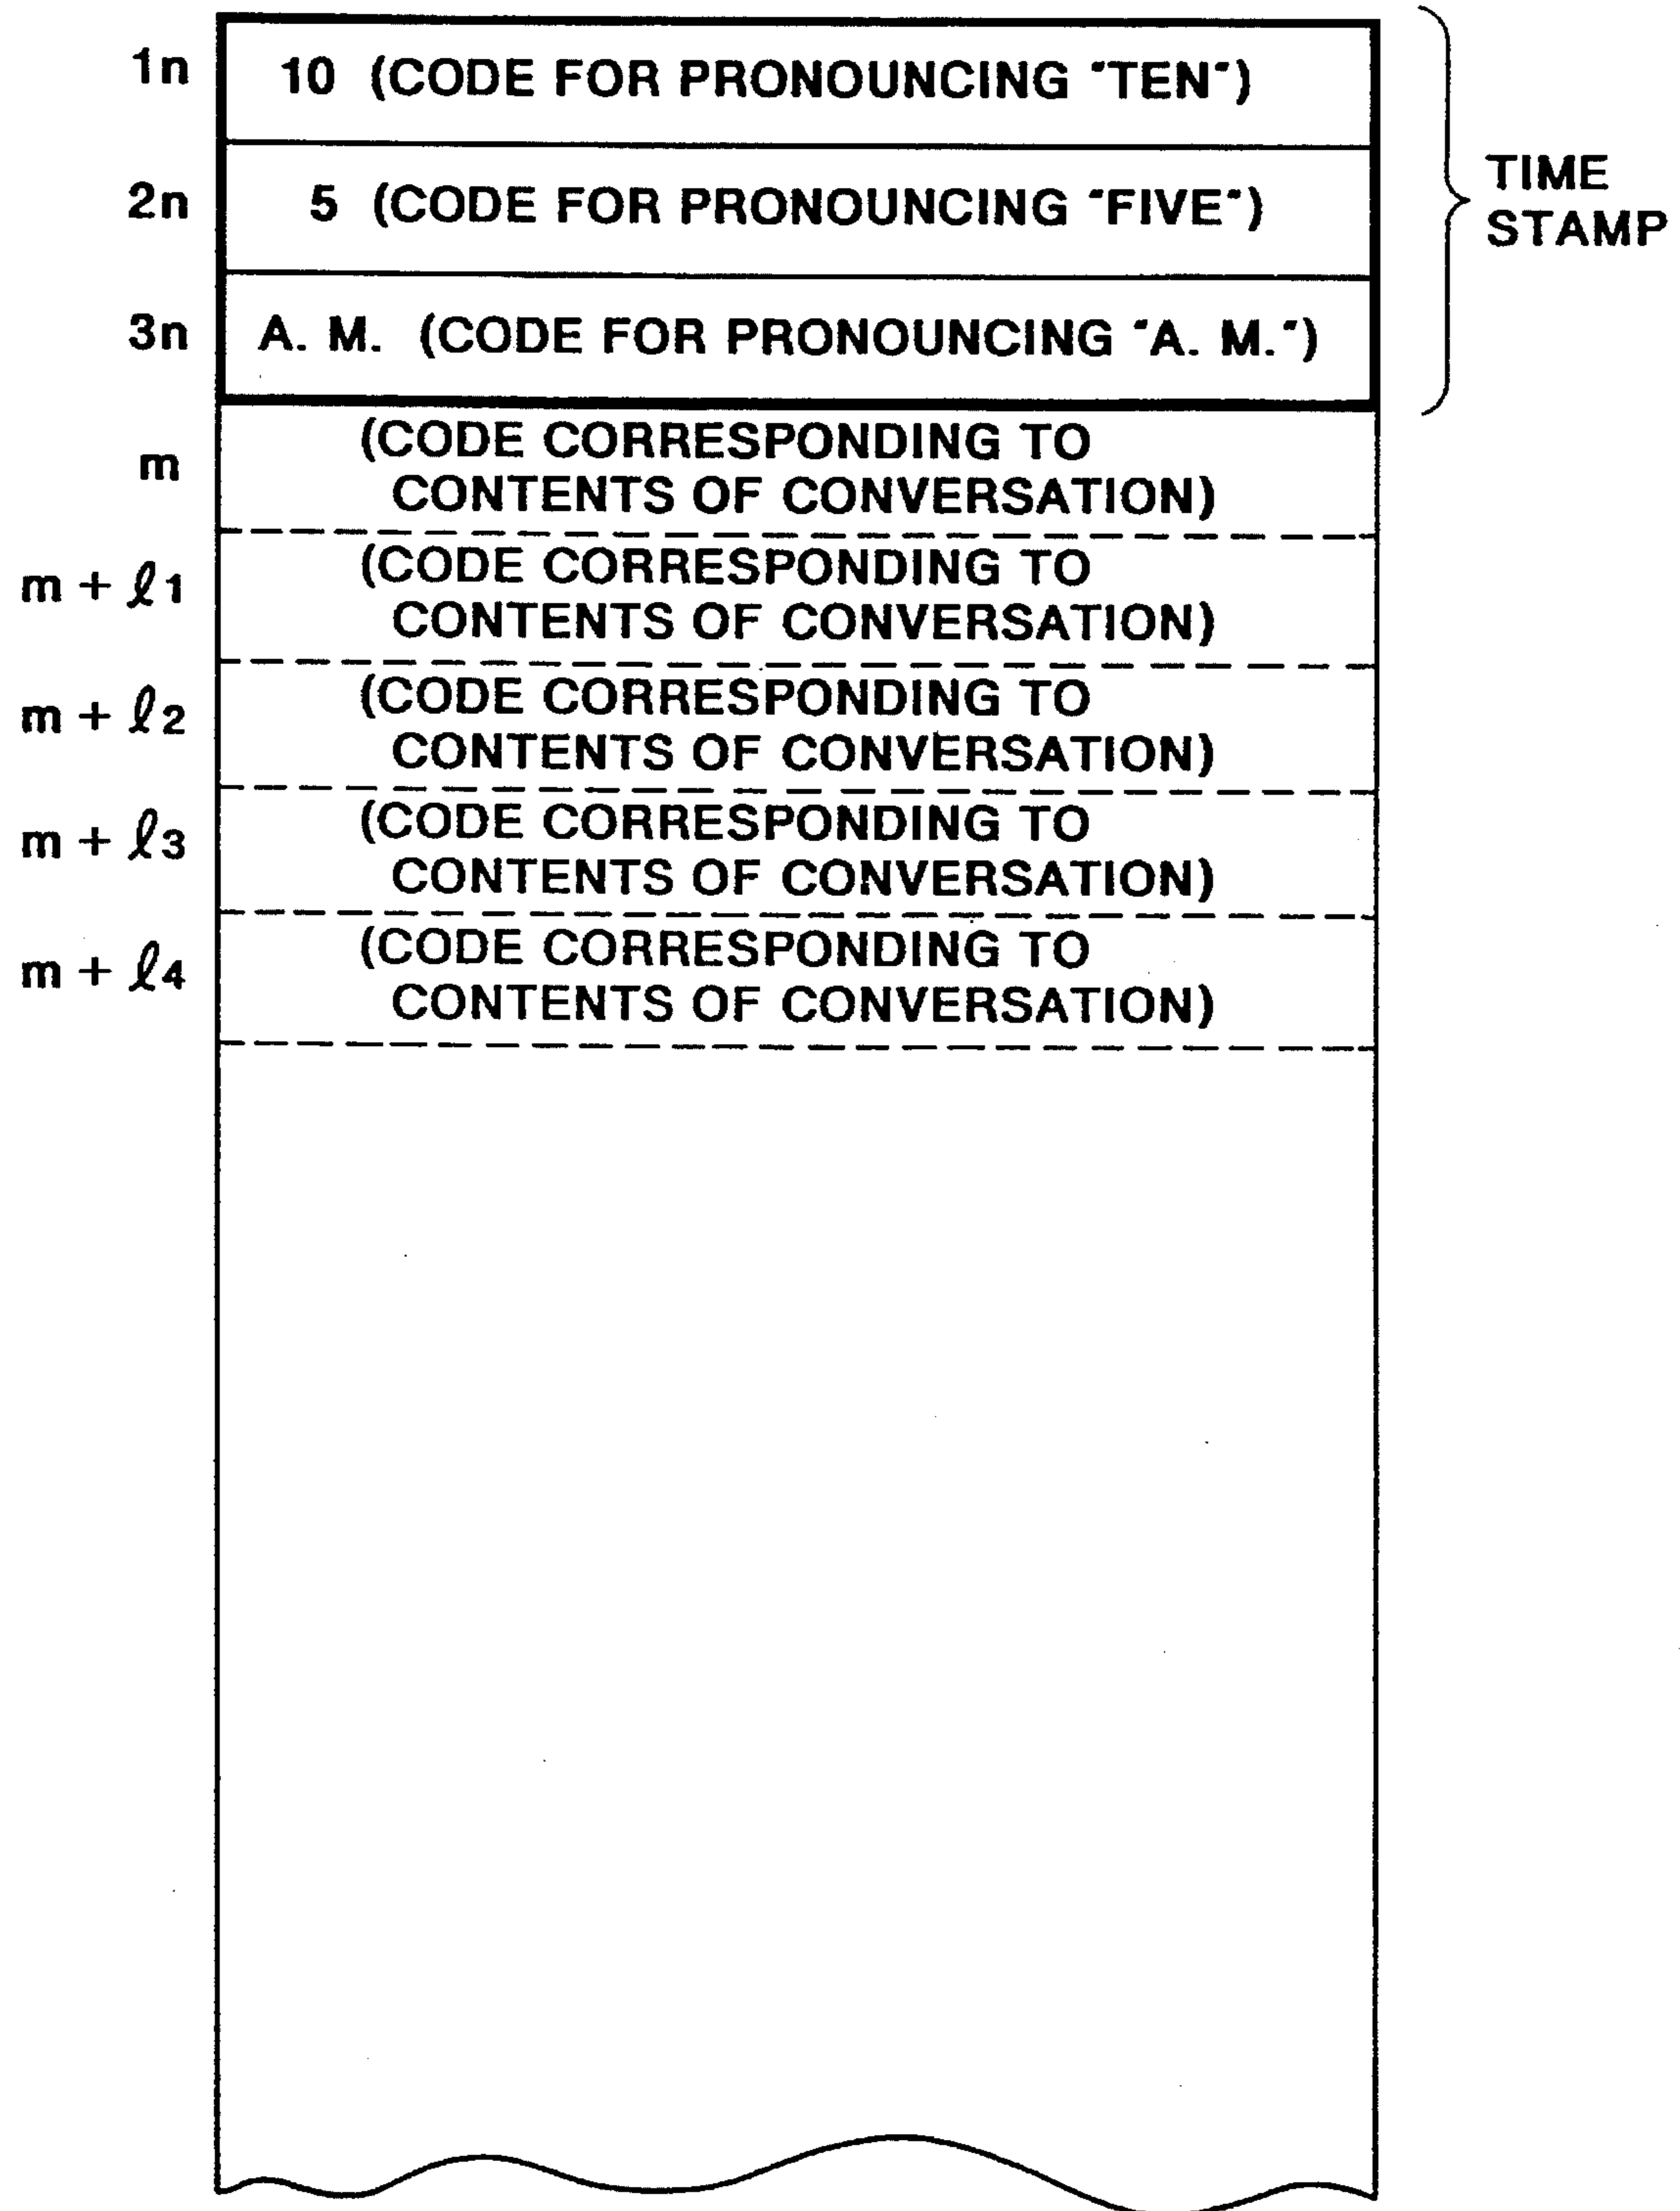 1n 10 (CODE FOR PRONOUNCING "TEN")
2n 5 (CODE FOR PRONOUNCING "FIVE")
3n A. M. (CODE FOR PRONOUNCING "A. M.")
TIME
STAMP
m (CODE CORRESPONDING TO
CONTENTS OF CONVERSATION)
m + ℓ1 (CODE CORRESPONDING TO
CONTENTS OF CONVERSATION)
m + ℓ2 (CODE CORRESPONDING TO
CONTENTS OF CONVERSATION)
m + ℓ3 (CODE CORRESPONDING TO
CONTENTS OF CONVERSATION)
m + ℓ4 (CODE CORRESPONDING TO
CONTENTS OF CONVERSATION)